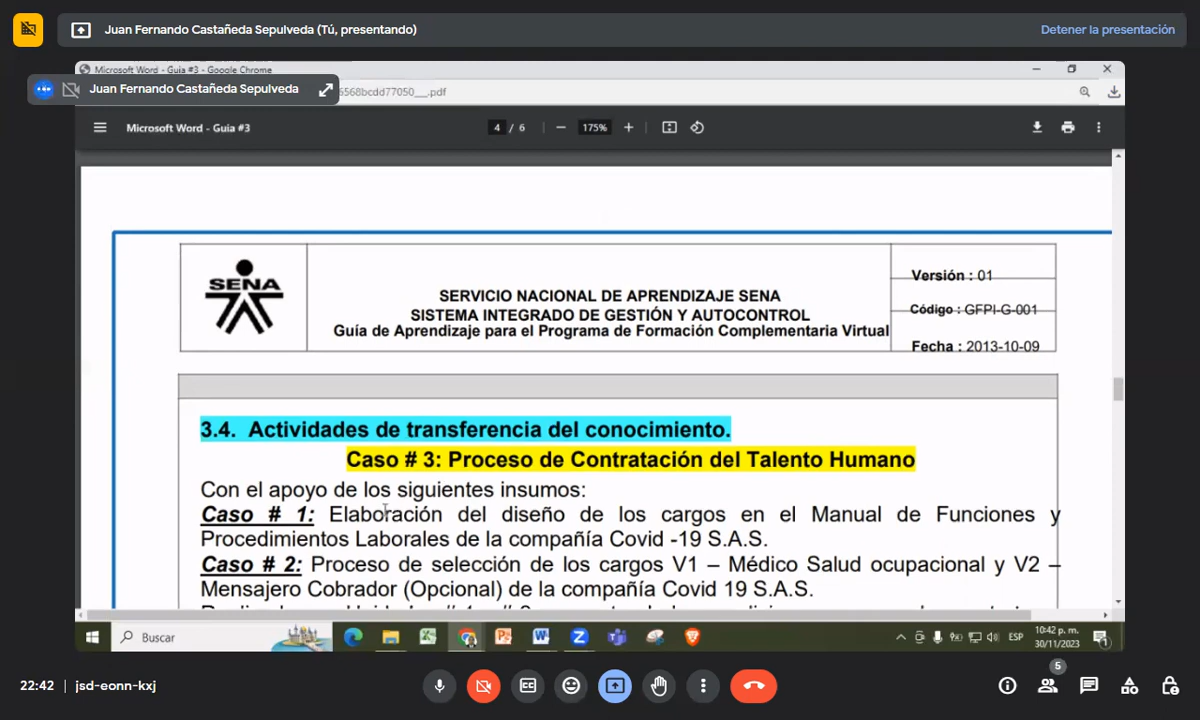 Juan Fernando Castañeda Sepulveda (Tú, presentando)
Detener la presentación
Microsoft Word - Guia #3 - Google Chrome
Juan Fernando Castañeda Sepulveda
6568bcdd77050__.pdf
Microsoft Word - Guia #3
4 / 6
175%
SENA
SERVICIO NACIONAL DE APRENDIZAJE SENA
SISTEMA INTEGRADO DE GESTIÓN Y AUTOCONTROL
Guía de Aprendizaje para el Programa de Formación Complementaria Virtual
Versión : 01
Código : GFPI-G-001
Fecha : 2013-10-09
3.4. Actividades de transferencia del conocimiento.
Caso # 3: Proceso de Contratación del Talento Humano
Con el apoyo de los siguientes insumos:
Caso # 1: Elaboración del diseño de los cargos en el Manual de Funciones y
Procedimientos Laborales de la compañía Covid -19 S.A.S.
Caso # 2: Proceso de selección de los cargos V1 – Médico Salud ocupacional y V2 –
Mensajero Cobrador (Opcional) de la compañía Covid 19 S.A.S.
Buscar
ESP
10:42 p. m.
30/11/2023
1
22:42 | jsd-eonn-kxj
5